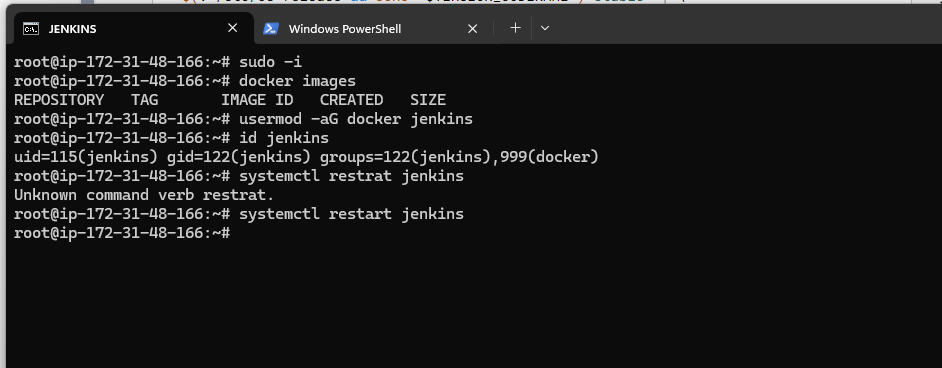 JENKINS
Windows PowerShell
root@ip-172-31-48-166:~# sudo -i
root@ip-172-31-48-166:~# docker images
REPOSITORY   TAG       IMAGE ID   CREATED   SIZE
root@ip-172-31-48-166:~# usermod -aG docker jenkins
root@ip-172-31-48-166:~# id jenkins
uid=115(jenkins) gid=122(jenkins) groups=122(jenkins),999(docker)
root@ip-172-31-48-166:~# systemctl restrat jenkins
Unknown command verb restrat.
root@ip-172-31-48-166:~# systemctl restart jenkins
root@ip-172-31-48-166:~#